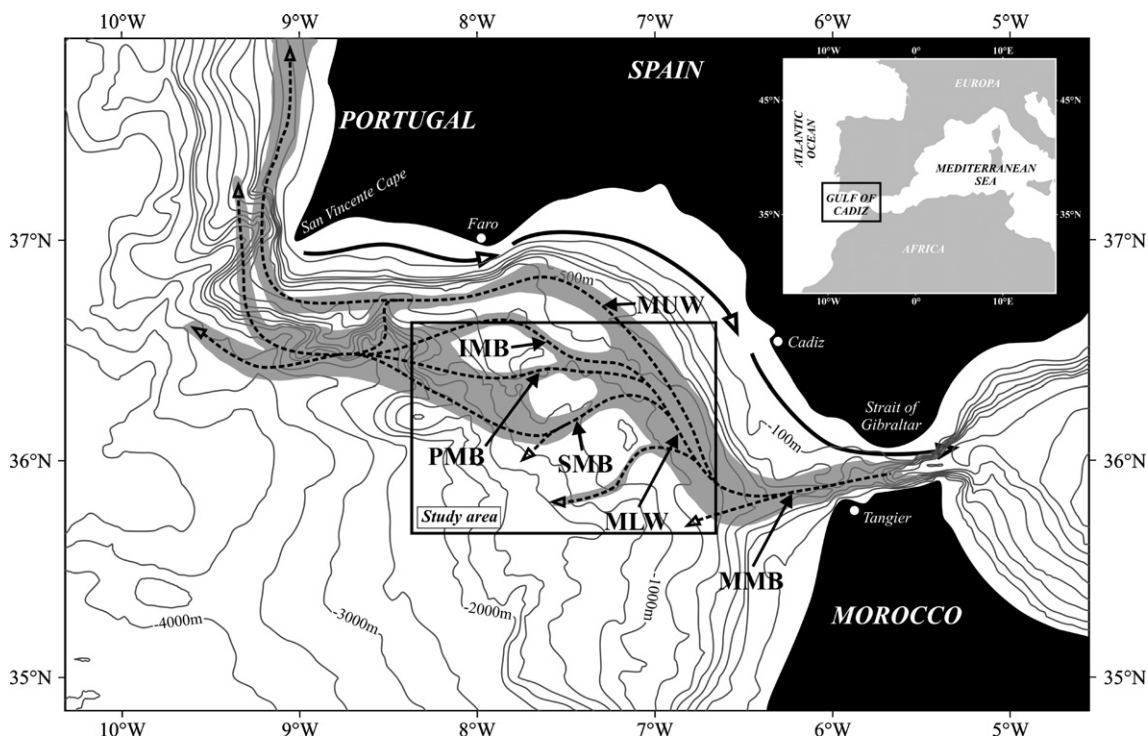 10°W 9°W 8°W 7°W 6°W 5°W
SPAIN
PORTUGAL
10°W 0° 10°E
EUROPA
45°N 45°N
ATLANTIC
OCEAN
MEDITERRANEAN
SEA
GULF OF
CADIZ
35°N 35°N
AFRICA
10°W 0° 10°E
San Vincente Cape
Faro
37°N 37°N
-500m
MUW
IMB
Cadiz
Strait of
Gibraltar
-100m
PMB
SMB
36°N 36°N
Study area
MLW
Tangier
MMB
-1000m
-2000m
-3000m
-4000m
MOROCCO
35°N 35°N
10°W 9°W 8°W 7°W 6°W 5°W